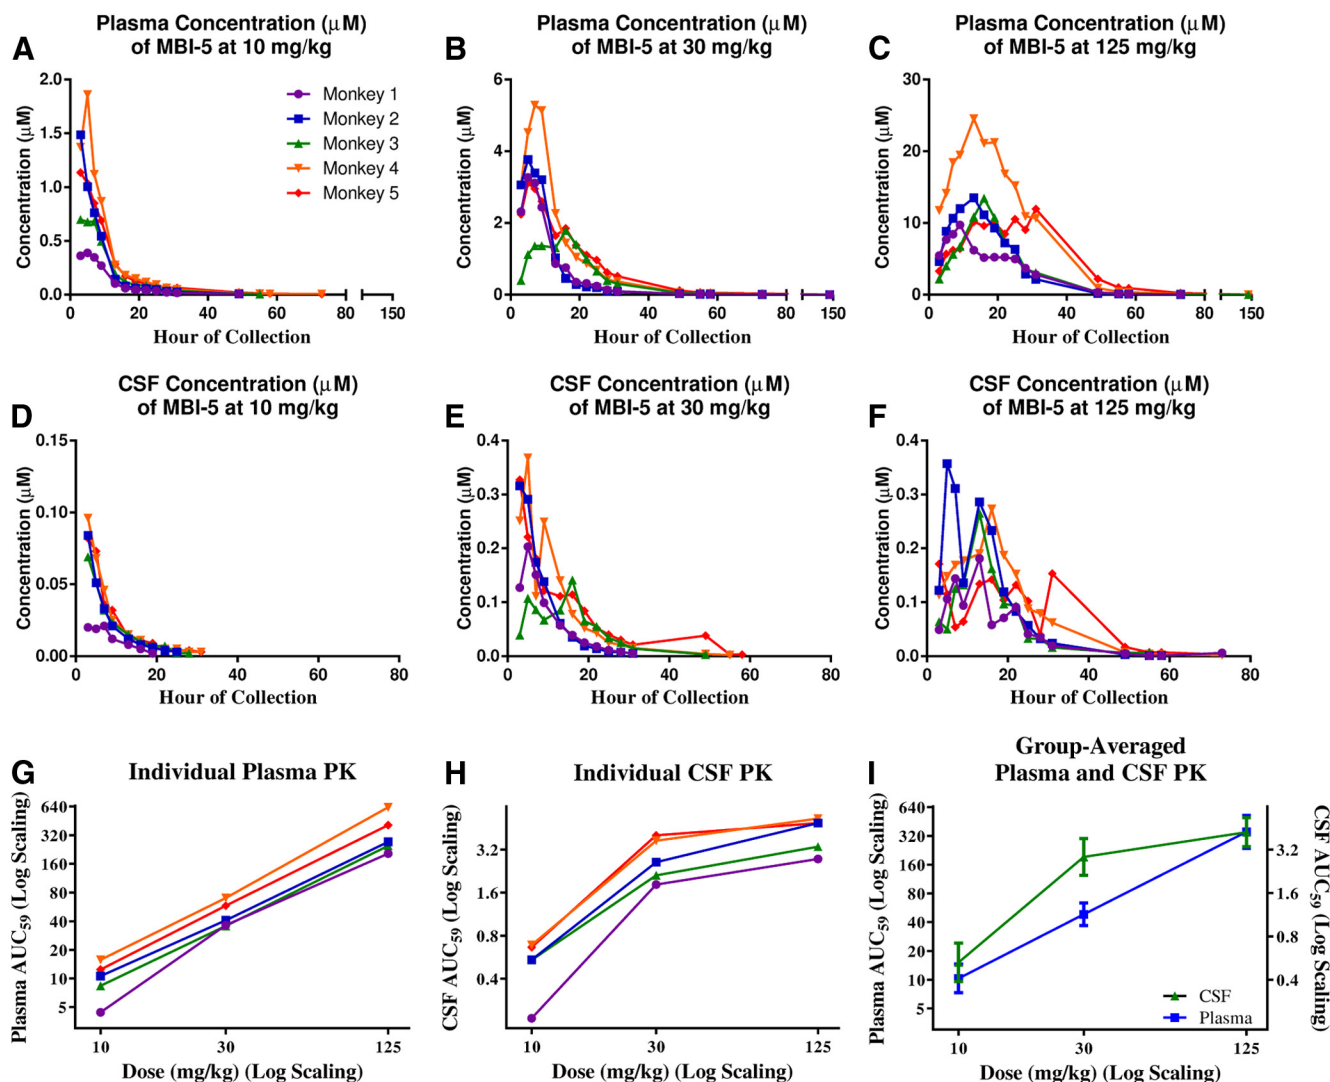 A
Plasma Concentration (μM)
of MBI-5 at 10 mg/kg
Concentration (μM)
2.0
1.5
1.0
0.5
0.0
0 20 40 60 80 150
Hour of Collection
Monkey 1
Monkey 2
Monkey 3
Monkey 4
Monkey 5
B
Plasma Concentration (μM)
of MBI-5 at 30 mg/kg
Concentration (μM)
6
4
2
0
0 20 40 60 80 150
Hour of Collection
C
Plasma Concentration (μM)
of MBI-5 at 125 mg/kg
Concentration (μM)
30
20
10
0
0 20 40 60 80 150
Hour of Collection
D
CSF Concentration (μM)
of MBI-5 at 10 mg/kg
Concentration (μM)
0.15
0.10
0.05
0.00
0 20 40 60 80
Hour of Collection
E
CSF Concentration (μM)
of MBI-5 at 30 mg/kg
Concentration (μM)
0.4
0.3
0.2
0.1
0.0
0 20 40 60 80
Hour of Collection
F
CSF Concentration (μM)
of MBI-5 at 125 mg/kg
Concentration (μM)
0.4
0.3
0.2
0.1
0.0
0 20 40 60 80
Hour of Collection
G
Individual Plasma PK
Plasma AUC59 (Log Scaling)
640
320
160
80
40
20
10
5
10 30 125
Dose (mg/kg) (Log Scaling)
H
Individual CSF PK
CSF AUC59 (Log Scaling)
3.2
1.6
0.8
0.4
10 30 125
Dose (mg/kg) (Log Scaling)
I
Group-Averaged
Plasma and CSF PK
Plasma AUC59 (Log Scaling)
640
320
160
80
40
20
10
5
CSF
Plasma
3.2
1.6
0.8
0.4
CSF AUC59 (Log Scaling)
10 30 125
Dose (mg/kg) (Log Scaling)